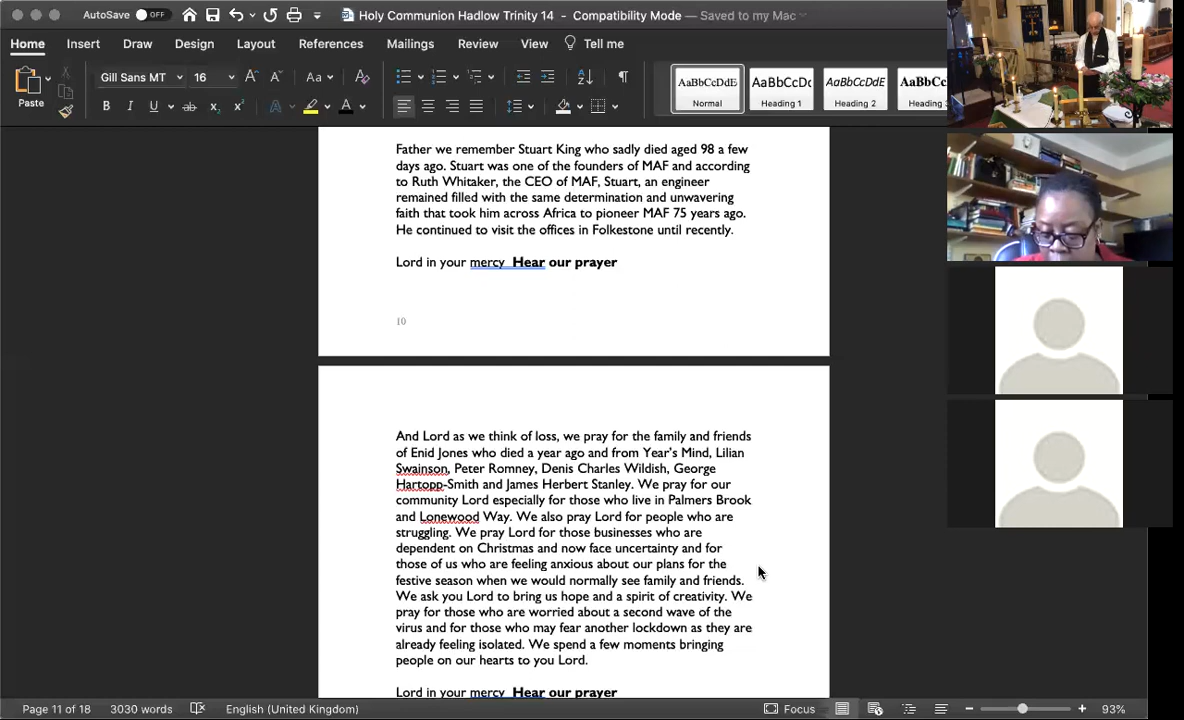 AutoSave OFF
Holy Communion Hadlow Trinity 14 - Compatibility Mode — Saved to my Mac
Home Insert Draw Design Layout References Mailings Review View Tell me
Paste
Gill Sans MT 16
AaBbCcDdE AaBbCcDc AaBbCcDdE AaBbCc
Normal Heading 1 Heading 2 Heading
Father we remember Stuart King who sadly died aged 98 a few
days ago. Stuart was one of the founders of MAF and according
to Ruth Whitaker, the CEO of MAF, Stuart, an engineer
remained filled with the same determination and unwavering
faith that took him across Africa to pioneer MAF 75 years ago.
He continued to visit the offices in Folkestone until recently.
Lord in your mercy Hear our prayer
10
And Lord as we think of loss, we pray for the family and friends
of Enid Jones who died a year ago and from Year's Mind, Lilian
Swainson, Peter Romney, Denis Charles Wildish, George
Hartopp-Smith and James Herbert Stanley. We pray for our
community Lord especially for those who live in Palmers Brook
and Lonewood Way. We also pray Lord for people who are
struggling. We pray Lord for those businesses who are
dependent on Christmas and now face uncertainty and for
those of us who are feeling anxious about our plans for the
festive season when we would normally see family and friends.
We ask you Lord to bring us hope and a spirit of creativity. We
pray for those who are worried about a second wave of the
virus and for those who may fear another lockdown as they are
already feeling isolated. We spend a few moments bringing
people on our hearts to you Lord.
Lord in your mercy Hear our prayer
Page 11 of 18 3030 words English (United Kingdom) Focus 93%